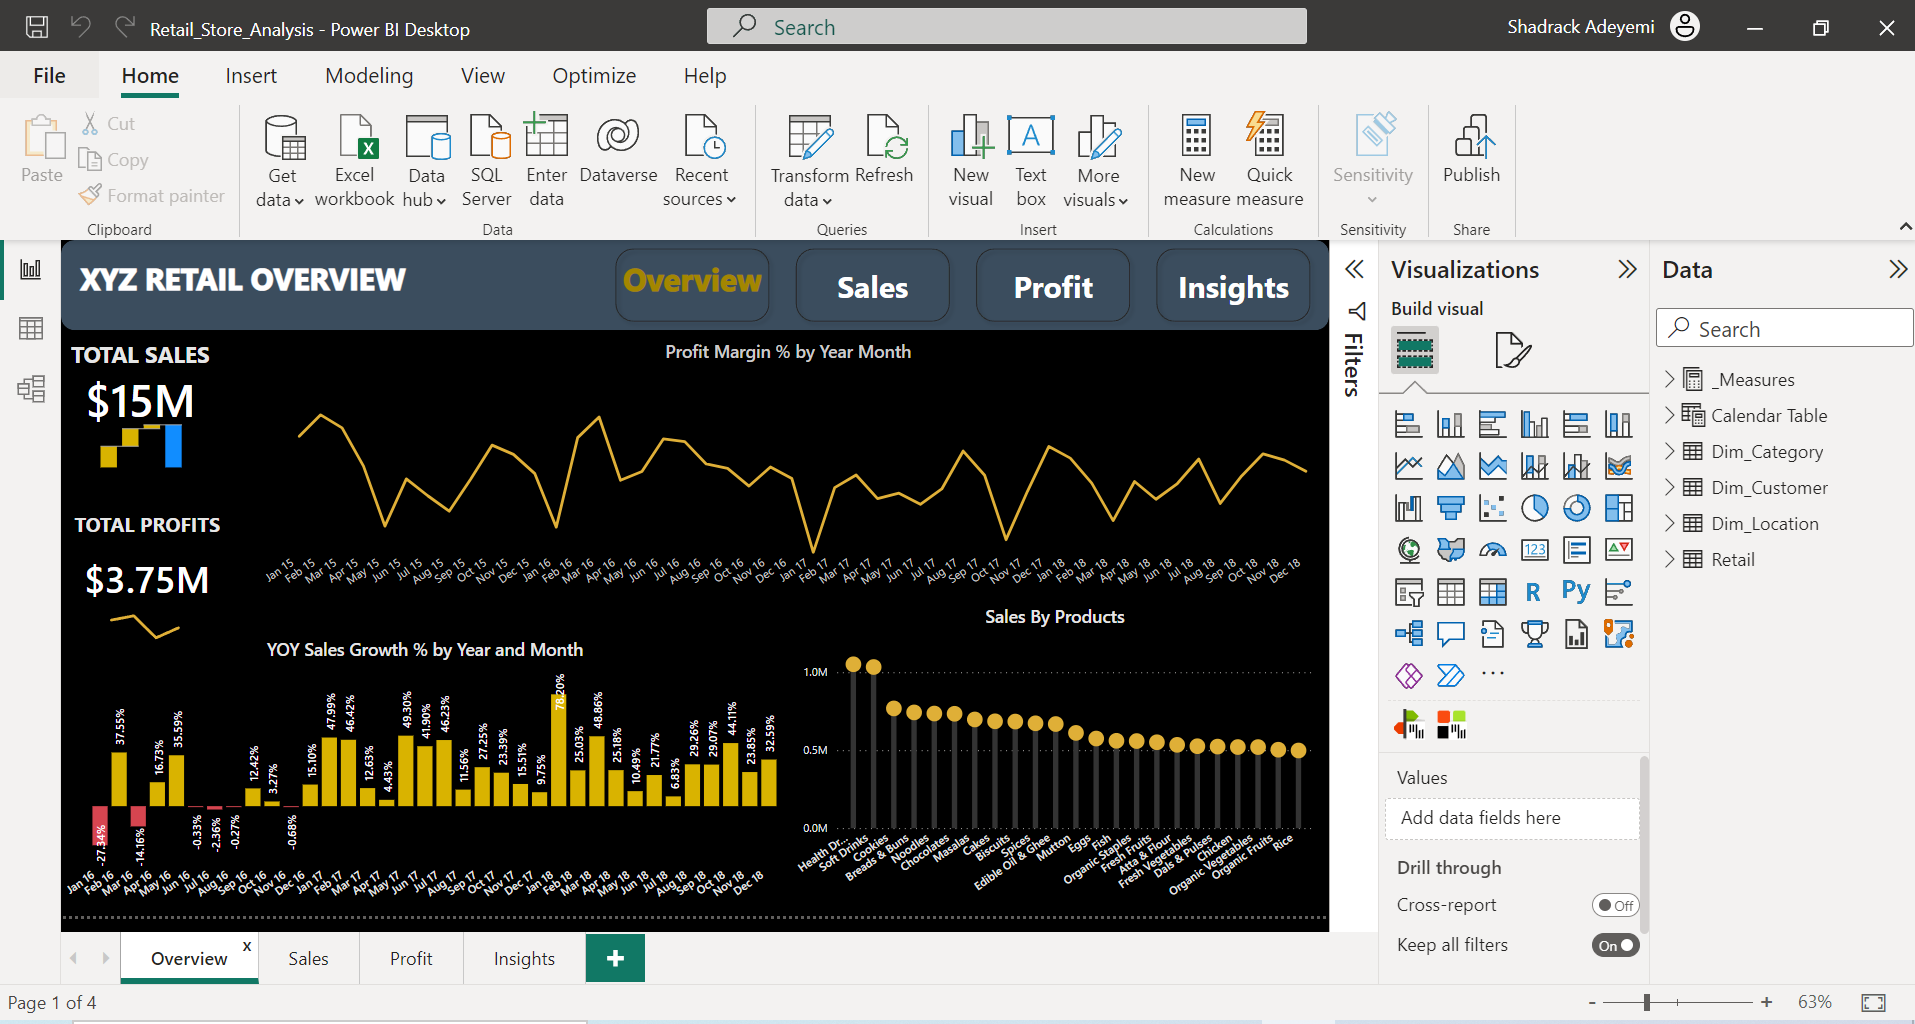 Retail_Store_Analysis - Power BI Desktop
Search
Shadrack Adeyemi
File Home Insert Modeling View Optimize Help
Paste
Cut
Copy
Format painter
Clipboard
Get data
Excel workbook
Data hub
SQL Server
Enter data
Dataverse
Recent sources
Data
Transform data
Refresh
Queries
New visual
A
Text box
More visuals
Insert
New measure
Quick measure
Calculations
Sensitivity
Sensitivity
Publish
Share
XYZ RETAIL OVERVIEW
Overview Sales Profit Insights
TOTAL SALES
$15M
TOTAL PROFITS
$3.75M
Profit Margin % by Year Month
Jan 15 Feb 15 Mar 15 Apr 15 May 15 Jun 15 Jul 15 Aug 15 Sep 15 Oct 15 Nov 15 Dec 15 Jan 16 Feb 16 Mar 16 Apr 16 May 16 Jun 16 Jul 16 Aug 16 Sep 16 Oct 16 Nov 16 Dec 16 Jan 17 Feb 17 Mar 17 Apr 17 May 17 Jun 17 Jul 17 Aug 17 Sep 17 Oct 17 Nov 17 Dec 17 Jan 18 Feb 18 Mar 18 Apr 18 May 18 Jun 18 Jul 18 Aug 18 Sep 18 Oct 18 Nov 18 Dec 18
YOY Sales Growth % by Year and Month
-27.34% 37.55% -14.16% 16.73% 35.59% -0.33% -2.36% -0.27% 12.42% 3.27% -0.68% 15.10% 47.99% 46.42% 12.63% 4.43% 49.30% 41.90% 46.23% 11.56% 27.25% 23.39% 15.51% 9.75% 78.20% 25.03% 48.86% 25.18% 10.49% 21.77% 6.83% 29.26% 29.07% 44.11% 23.85% 32.59%
Jan 16 Feb 16 Mar 16 Apr 16 May 16 Jun 16 Jul 16 Aug 16 Sep 16 Oct 16 Nov 16 Dec 16 Jan 17 Feb 17 Mar 17 Apr 17 May 17 Jun 17 Jul 17 Aug 17 Sep 17 Oct 17 Nov 17 Dec 17 Jan 18 Feb 18 Mar 18 Apr 18 May 18 Jun 18 Jul 18 Aug 18 Sep 18 Oct 18 Nov 18 Dec 18
Sales By Products
1.0M
0.5M
0.0M
Health Dr... Soft Drinks Cookies Breads & Buns Noodles Chocolates Masalas Cakes Biscuits Spices Edible Oil & Ghee Mutton Eggs Fish Organic Staples Fresh Fruits Atta & Flour Fresh Vegetables Dals & Pulses Chicken Organic Vegetables Organic Fruits Rice
Filters
Visualizations
Build visual
123
R
Py
Values
Add data fields here
Drill through
Cross-report
Off
Keep all filters
On
Data
Search
_Measures
Calendar Table
Dim_Category
Dim_Customer
Dim_Location
Retail
Overview x Sales Profit Insights +
Page 1 of 4
- + 63%